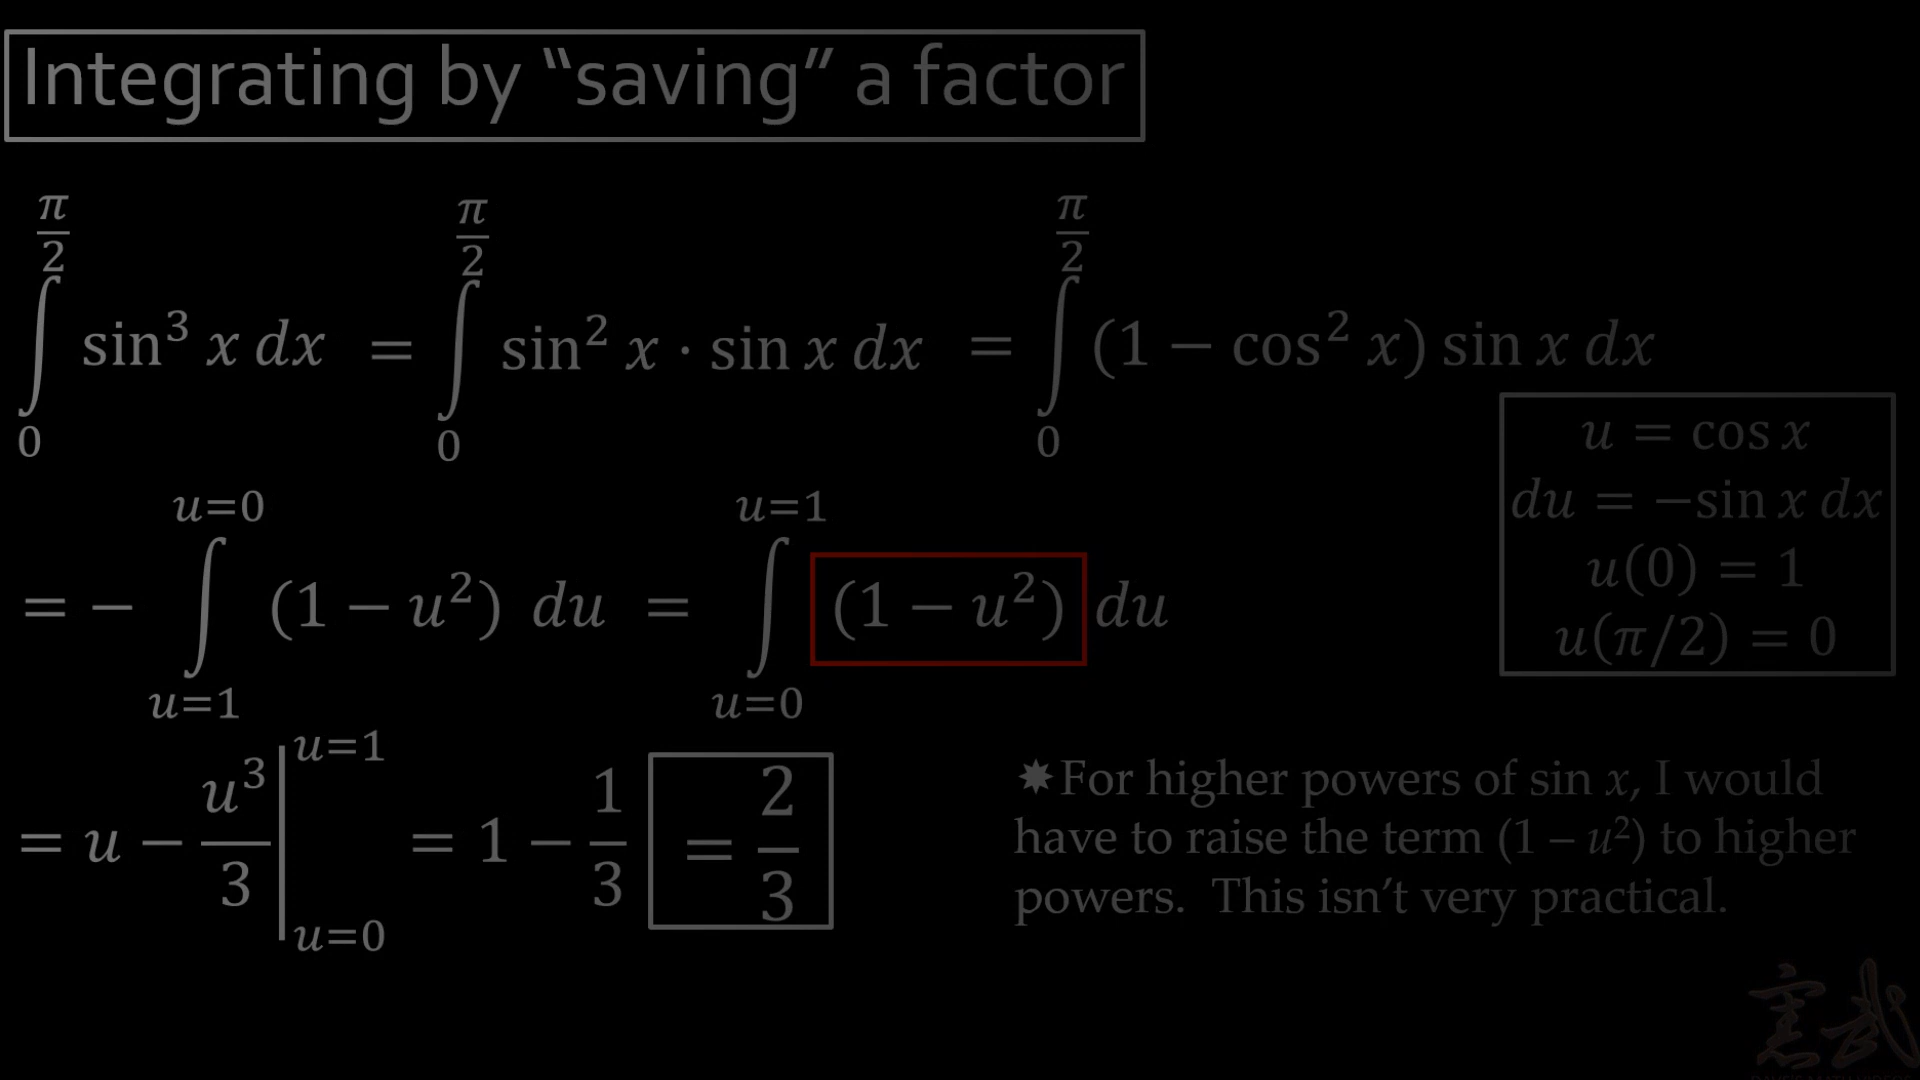 Integrating by “saving” a factor
∫₀^(π/2) sin³ x dx = ∫₀^(π/2) sin² x · sin x dx = ∫₀^(π/2) (1 − cos² x) sin x dx
u = cos x
du = −sin x dx
u(0) = 1
u(π/2) = 0
= − ∫_(u=1)^(u=0) (1 − u²) du = ∫_(u=0)^(u=1) (1 − u²) du
= u − u³/3 |_(u=0)^(u=1) = 1 − 1/3 = 2/3
✸For higher powers of sin x, I would
have to raise the term (1 – u²) to higher
powers. This isn’t very practical.